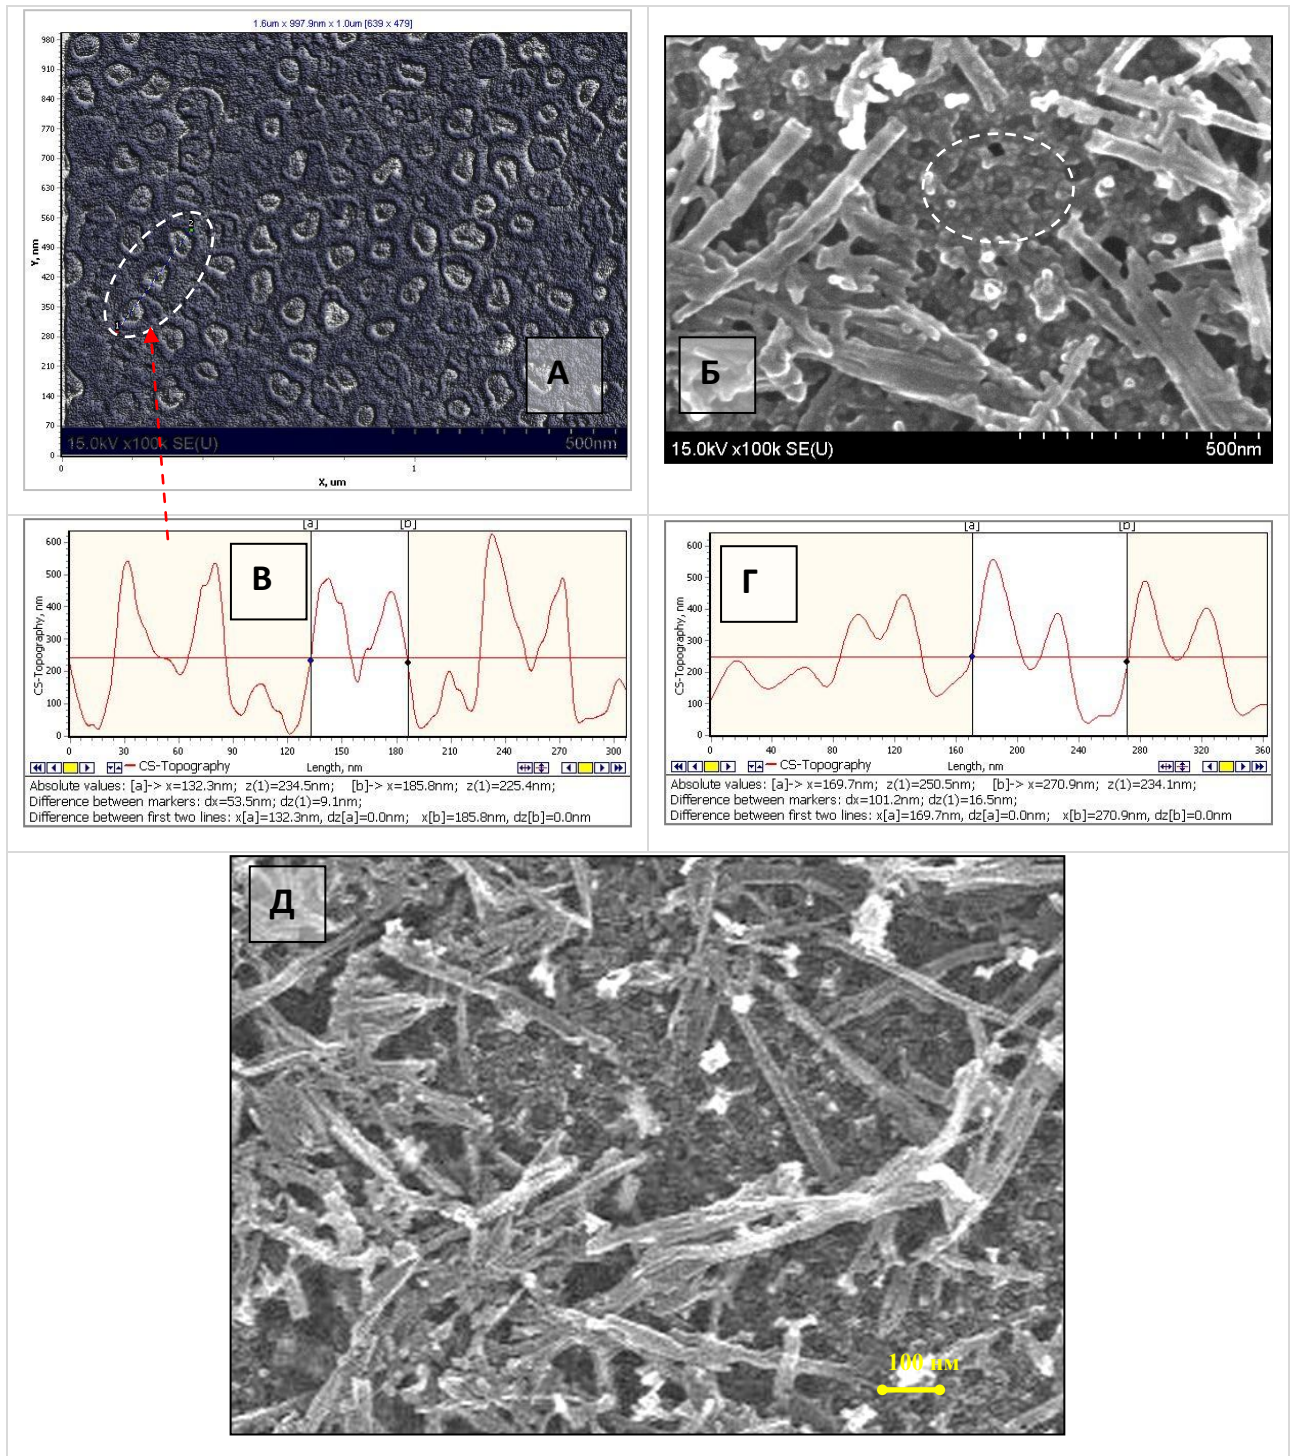 1.6um x 997.9nm x 1.0um [639 x 479]
980
910
840
770
700
630
560
490
420
350
280
210
140
70
0
Y, nm
2
1
А
15.0kV x100k SE(U)
500nm
0
1
X, um
Б
15.0kV x100k SE(U)
500nm
[a]
[b]
В
600
500
400
300
200
100
0
CS-Topography, nm
0 30 60 90 120 150 180 210 240 270 300
CS-Topography
Length, nm
Absolute values: [a]-> x=132.3nm; z(1)=234.5nm; [b]-> x=185.8nm; z(1)=225.4nm;
Difference between markers: dx=53.5nm; dz(1)=9.1nm;
Difference between first two lines: x[a]=132.3nm, dz[a]=0.0nm; x[b]=185.8nm, dz[b]=0.0nm
[a]
[b]
Г
600
500
400
300
200
100
0
CS-Topography, nm
0 40 80 120 160 200 240 280 320 360
CS-Topography
Length, nm
Absolute values: [a]-> x=169.7nm; z(1)=250.5nm; [b]-> x=270.9nm; z(1)=234.1nm;
Difference between markers: dx=101.2nm; dz(1)=16.5nm;
Difference between first two lines: x[a]=169.7nm, dz[a]=0.0nm; x[b]=270.9nm, dz[b]=0.0nm
Д
100 нм